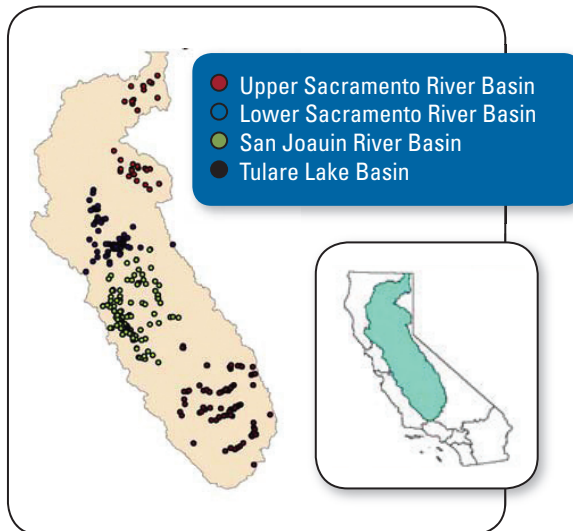 Upper Sacramento River Basin
Lower Sacramento River Basin
San Joauin River Basin
Tulare Lake Basin